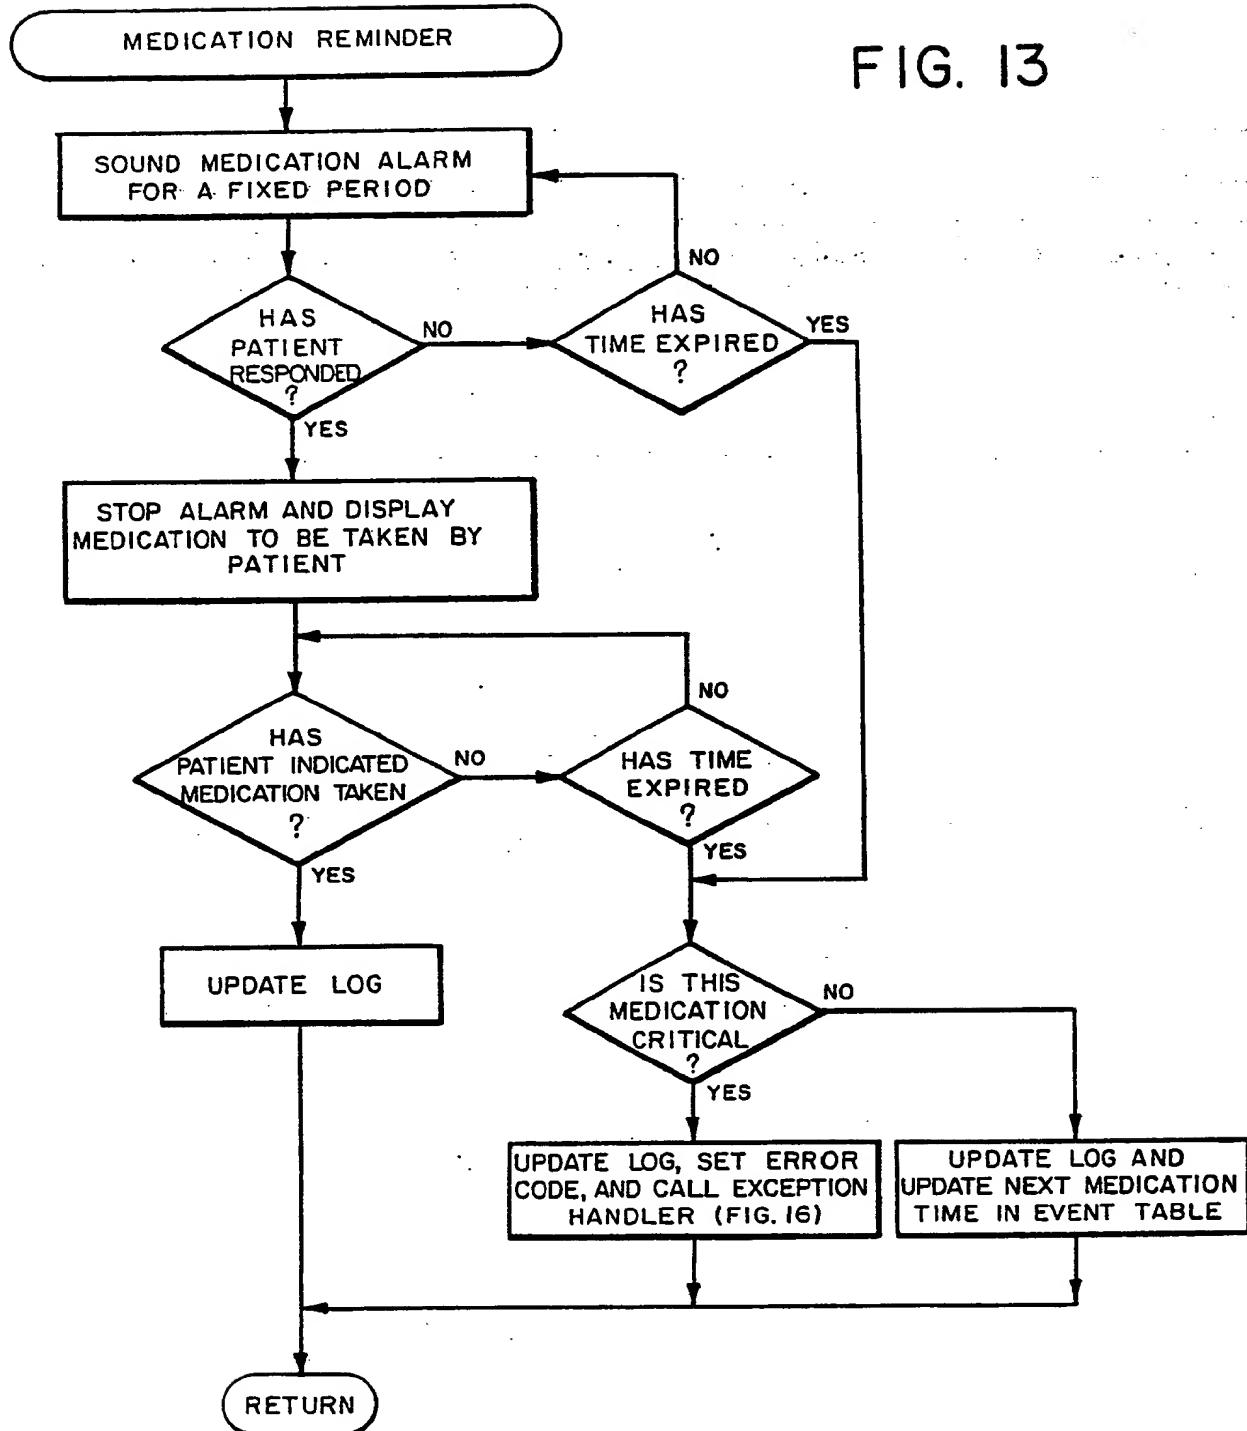 MEDICATION REMINDER
FIG. 13
SOUND MEDICATION ALARM
FOR A FIXED PERIOD
NO
HAS
PATIENT
RESPONDED
?
NO
HAS
TIME EXPIRED
?
YES
YES
STOP ALARM AND DISPLAY
MEDICATION TO BE TAKEN BY
PATIENT
NO
HAS
PATIENT INDICATED
MEDICATION TAKEN
?
NO
HAS TIME
EXPIRED
?
YES
YES
UPDATE LOG
IS THIS
MEDICATION
CRITICAL
?
NO
YES
UPDATE LOG, SET ERROR
CODE, AND CALL EXCEPTION
HANDLER (FIG. 16)
UPDATE LOG AND
UPDATE NEXT MEDICATION
TIME IN EVENT TABLE
RETURN